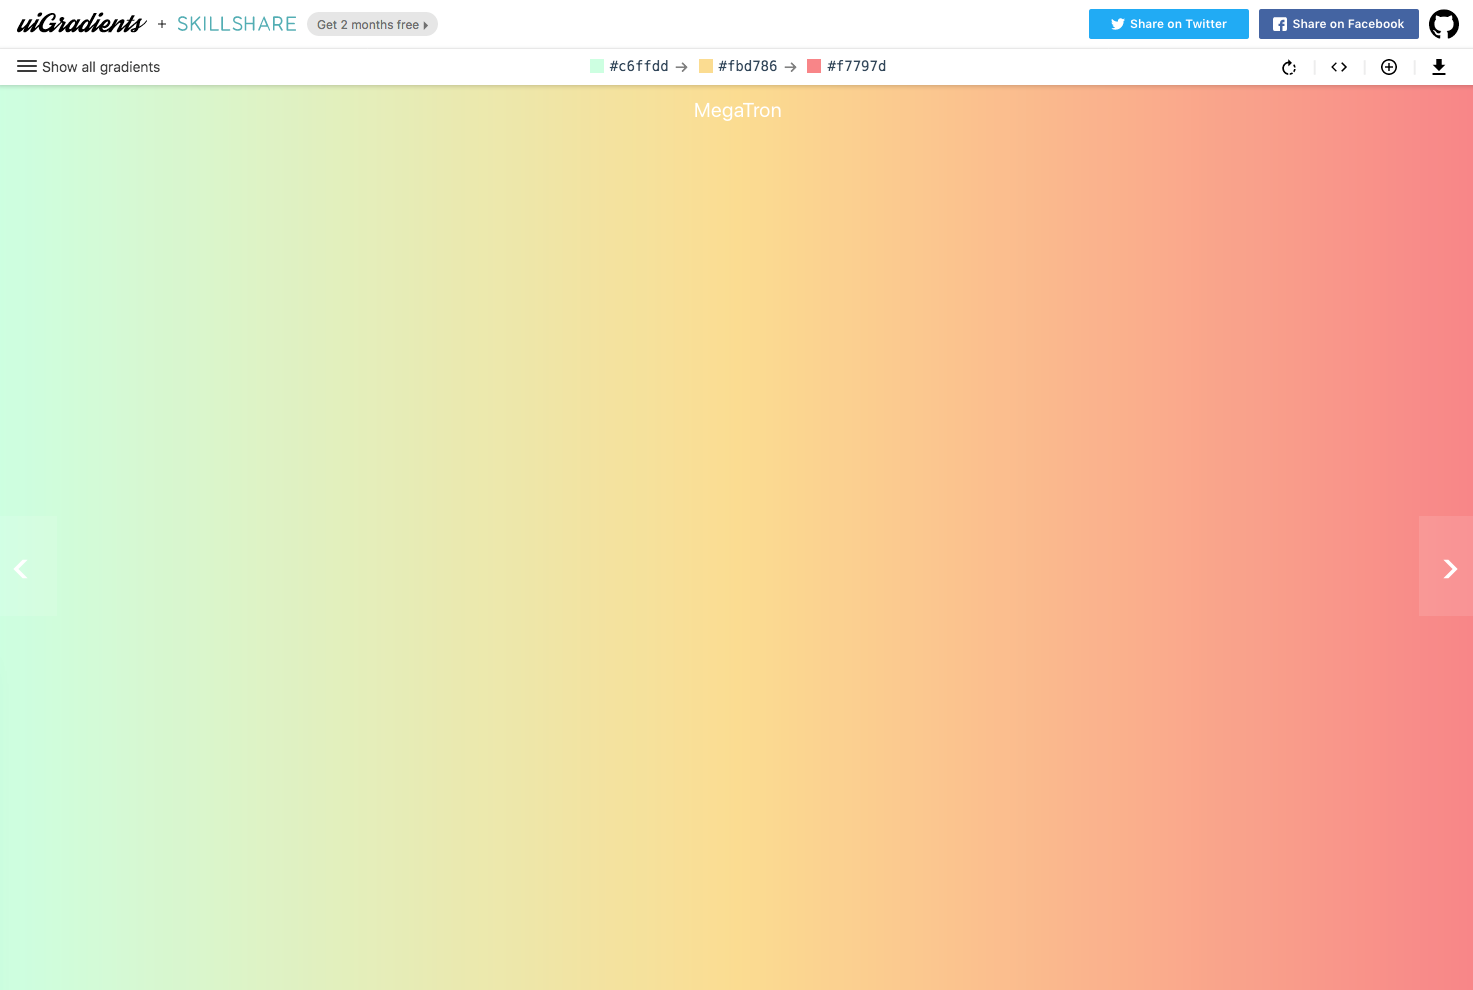 uiGradients + SKILLSHARE Get 2 months free
Share on Twitter
Share on Facebook
Show all gradients
#c6ffdd → #fbd786 → #f7797d
MegaTron